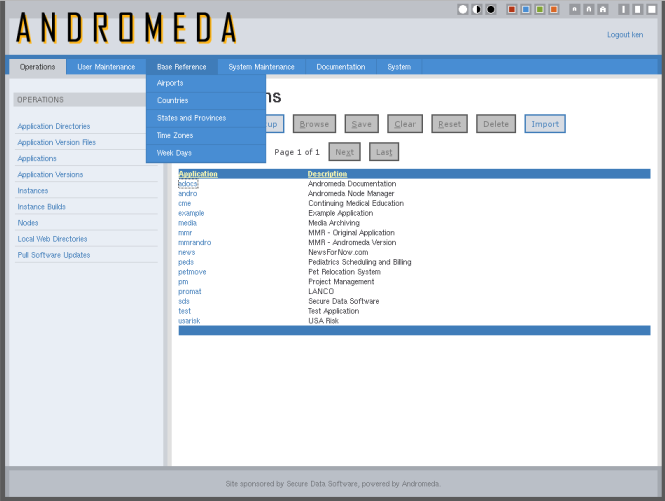 ANDROMEDA
Logout ken
Operations User Maintenance Base Reference System Maintenance Documentation System
Airports
Countries
States and Provinces
Time Zones
Week Days
OPERATIONS
Application Directories
Application Version Files
Applications
Application Versions
Instances
Instance Builds
Nodes
Local Web Directories
Pull Software Updates
ns
up Browse Save Clear Reset Delete Import
Page 1 of 1 Next Last
Application Description
adocs Andromeda Documentation
andro Andromeda Node Manager
cme Continuing Medical Education
example Example Application
media Media Archiving
mmr MMR - Original Application
mmrandro MMR - Andromeda Version
news NewsForNow.com
peds Pediatrics Scheduling and Billing
petmove Pet Relocation System
pm Project Management
promat LANCO
sds Secure Data Software
test Test Application
usarisk USA Risk
Site sponsored by Secure Data Software, powered by Andromeda.